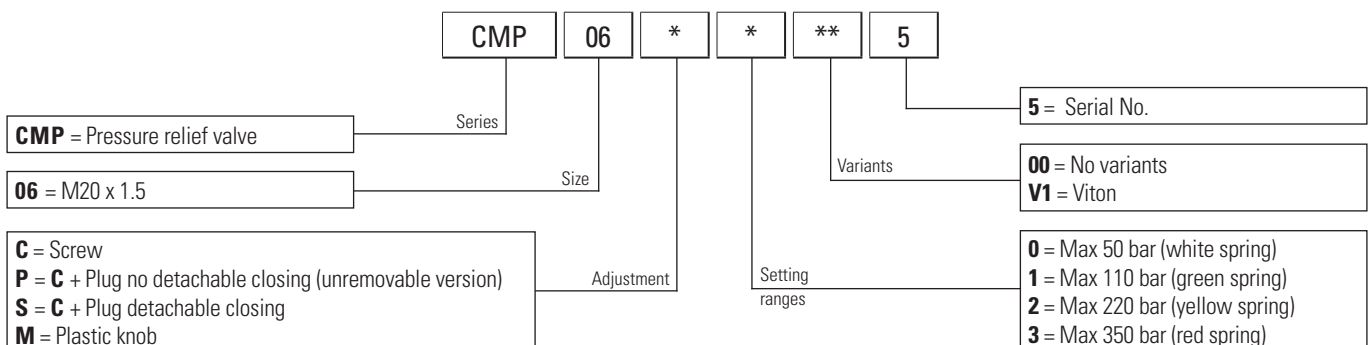 CMP 06 * * ** 5
Series
CMP = Pressure relief valve
Size
06 = M20 x 1.5
Adjustment
C = Screw
P = C + Plug no detachable closing (unremovable version)
S = C + Plug detachable closing
M = Plastic knob
5 = Serial No.
Variants
00 = No variants
V1 = Viton
Setting
ranges
0 = Max 50 bar (white spring)
1 = Max 110 bar (green spring)
2 = Max 220 bar (yellow spring)
3 = Max 350 bar (red spring)